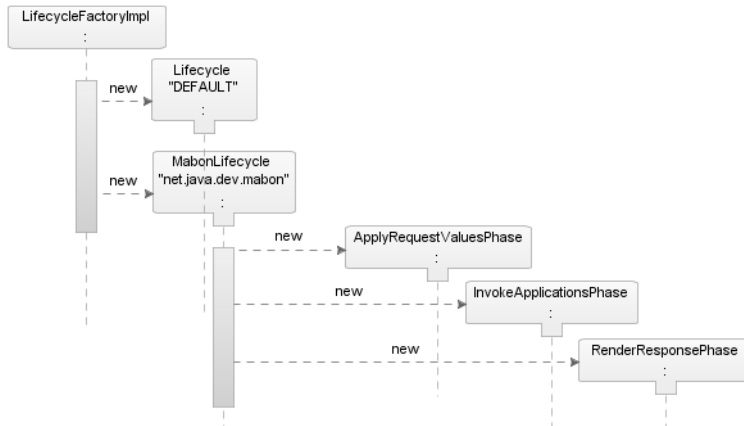 LifecycleFactoryImpl
:
new
Lifecycle
"DEFAULT"
:
new
MabonLifecycle
"net.java.dev.mabon"
:
new
ApplyRequestValuesPhase
:
new
InvokeApplicationsPhase
:
new
RenderResponsePhase
: